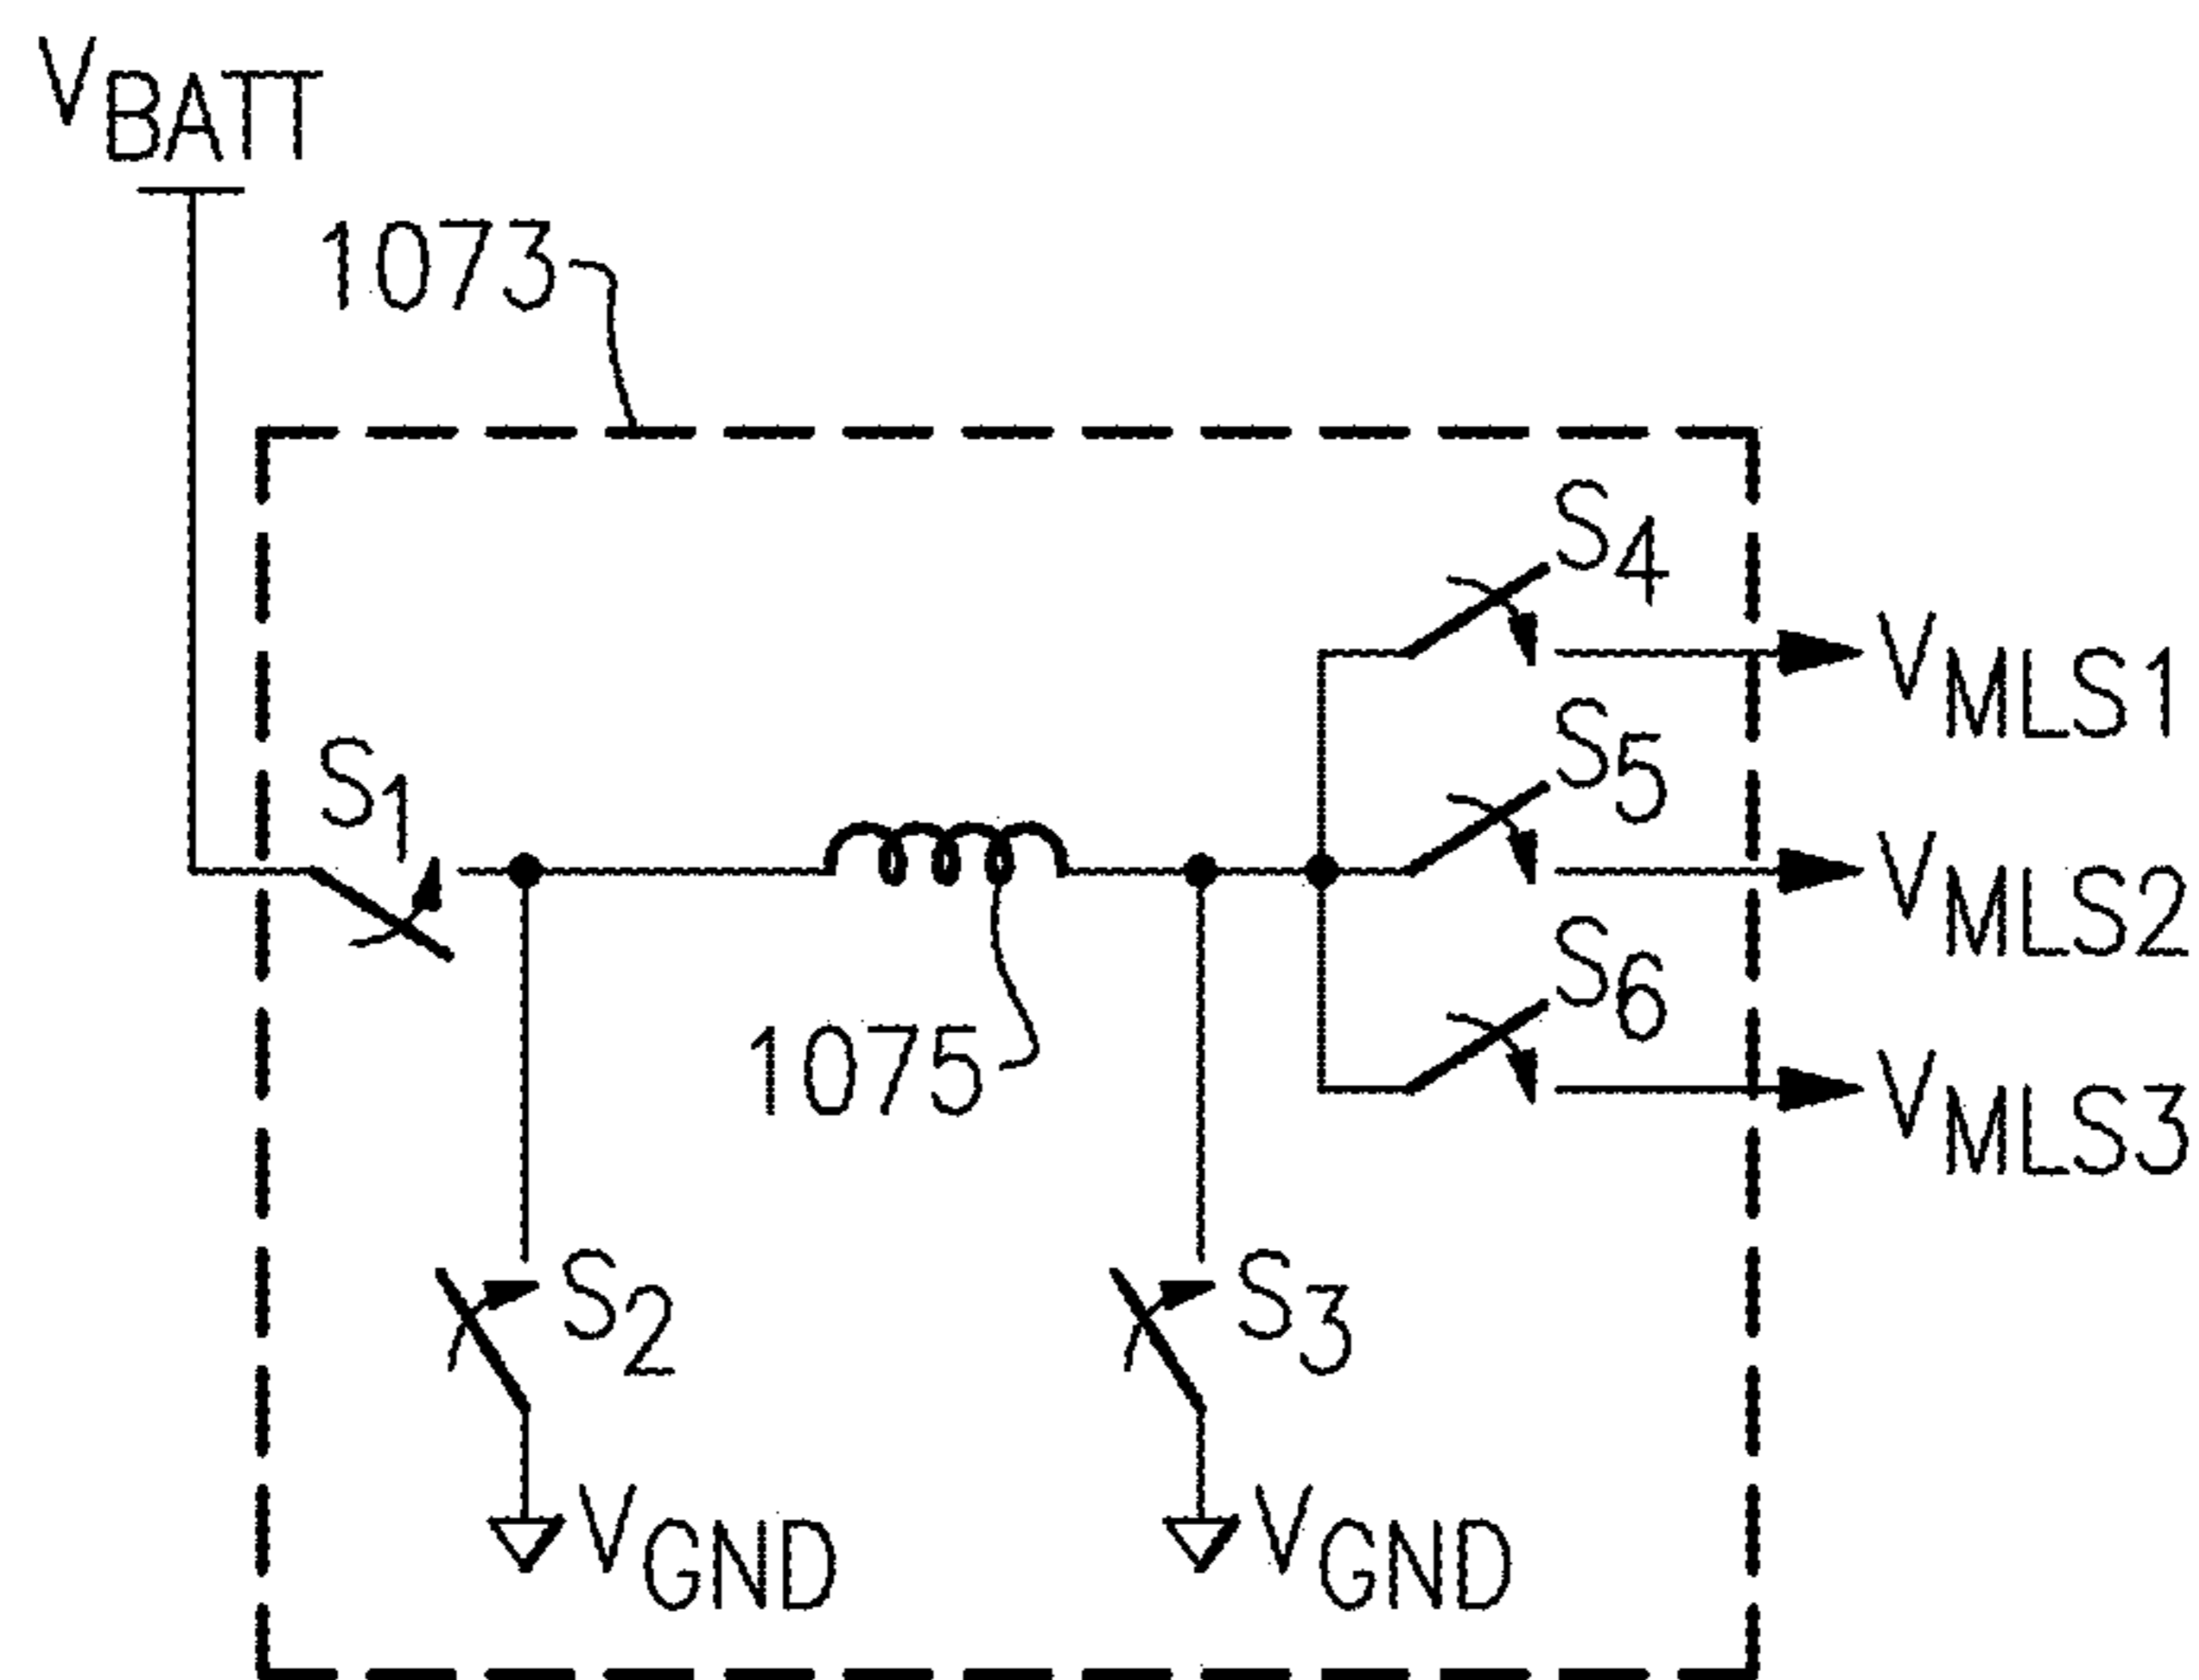 VBATT
1073
S4
VMLS1
S5
S1
VMLS2
S6
1075
VMLS3
S2
S3
VGND
VGND